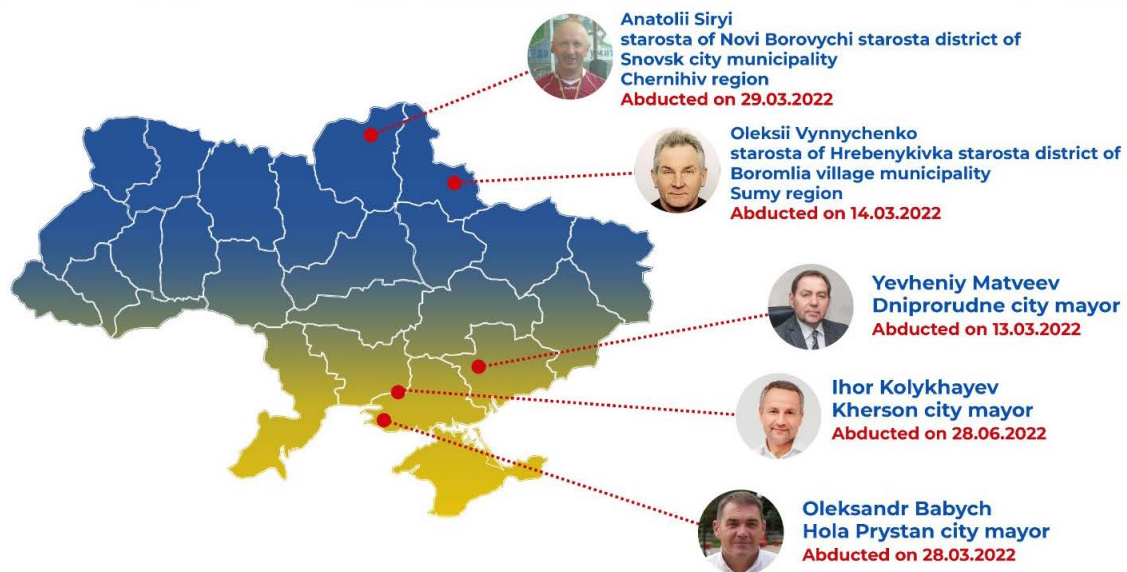 Anatolii Siryi
starosta of Novi Borovychi starosta district of
Snovsk city municipality
Chernihiv region
Abducted on 29.03.2022
Oleksii Vynnychenko
starosta of Hrebenykivka starosta district of
Boromlia village municipality
Sumy region
Abducted on 14.03.2022
Yevheniy Matveev
Dniprorudne city mayor
Abducted on 13.03.2022
Ihor Kolykhayev
Kherson city mayor
Abducted on 28.06.2022
Oleksandr Babych
Hola Prystan city mayor
Abducted on 28.03.2022